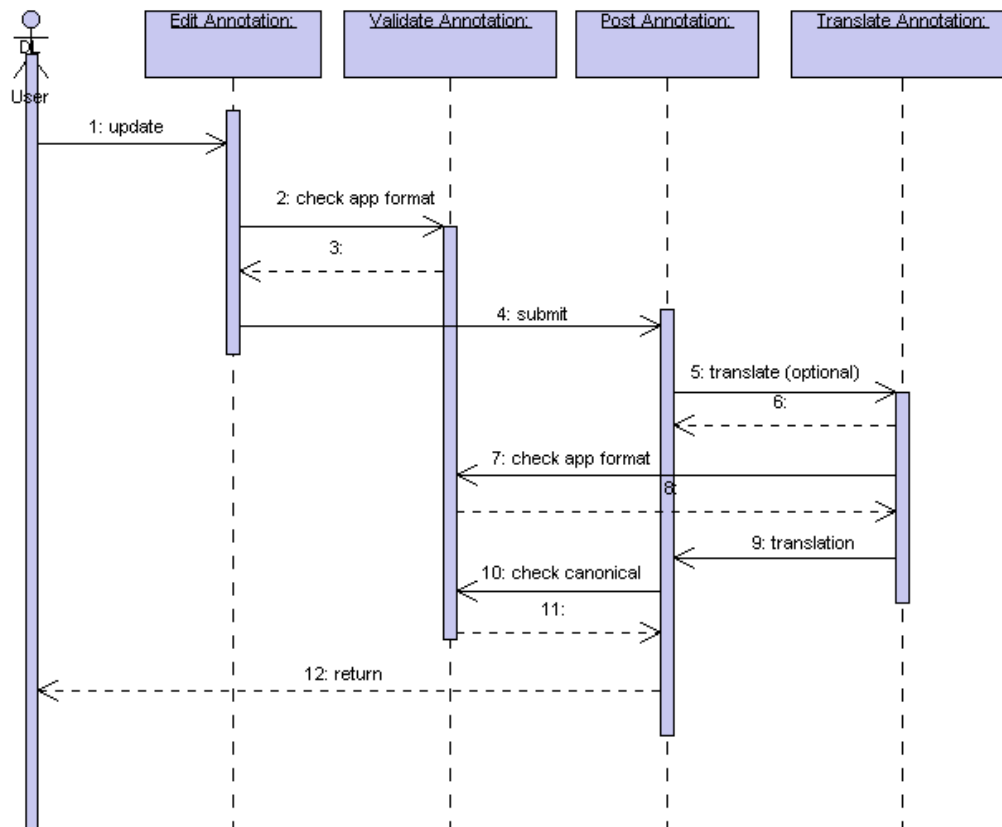 Edit Annotation:
Validate Annotation:
Post Annotation:
Translate Annotation:
DL
User
1: update
2: check app format
3:
4: submit
5: translate (optional)
6:
7: check app format
8:
9: translation
10: check canonical
11:
12: return